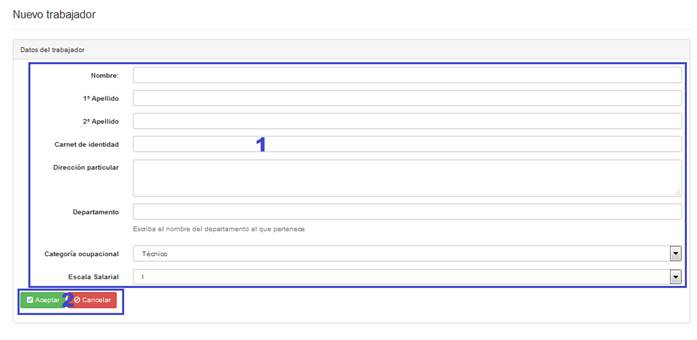 Nuevo trabajador
Datos del trabajador
Nombre:
1º Apellido
2º Apellido
Carnet de identidad
1
Dirección particular
Departamento
Escriba el nombre del departamento al que pertenece
Categoría ocupacional Técnico
Escala Salarial I
Aceptar 2 Cancelar